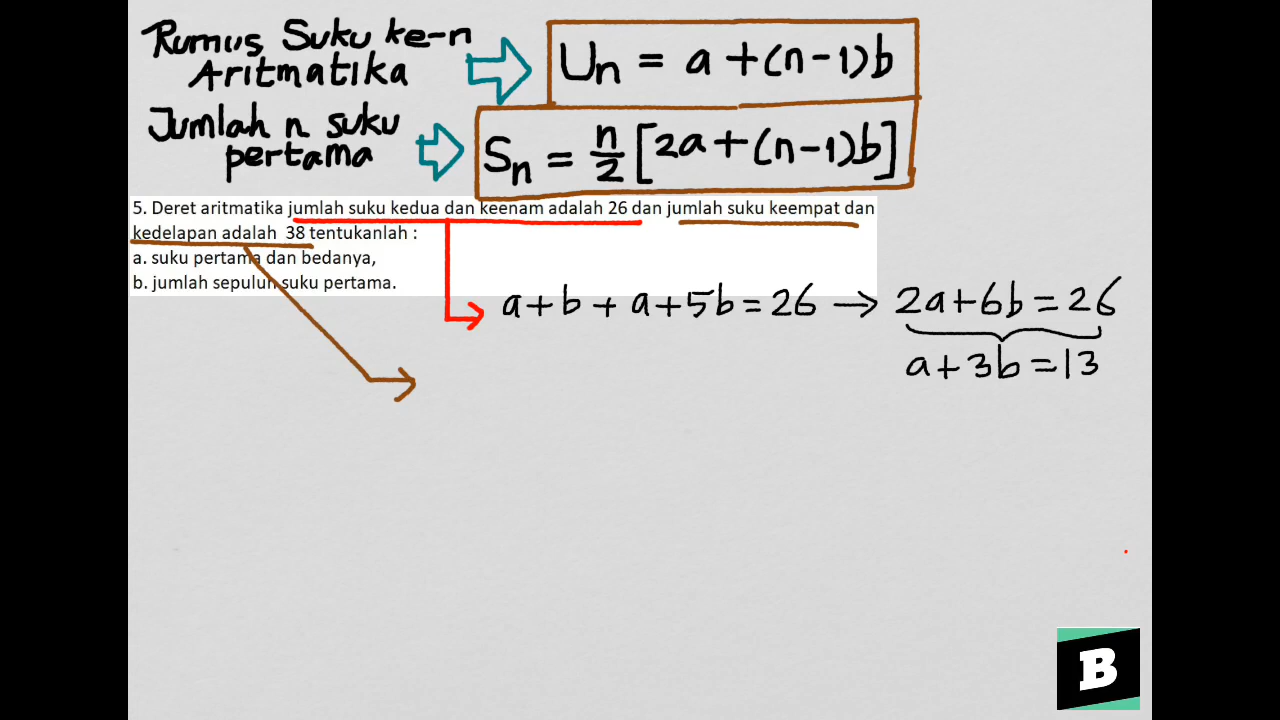 Rumus Suku ke-n
Aritmatika
Un = a + (n-1)b
Jumlah n suku
pertama
Sn = n/2 [2a + (n-1)b]
5. Deret aritmatika jumlah suku kedua dan keenam adalah 26 dan jumlah suku keempat dan
kedelapan adalah 38 tentukanlah :
a. suku pertama dan bedanya,
b. jumlah sepuluh suku pertama.
a + b + a + 5b = 26 → 2a + 6b = 26
a + 3b = 13
B